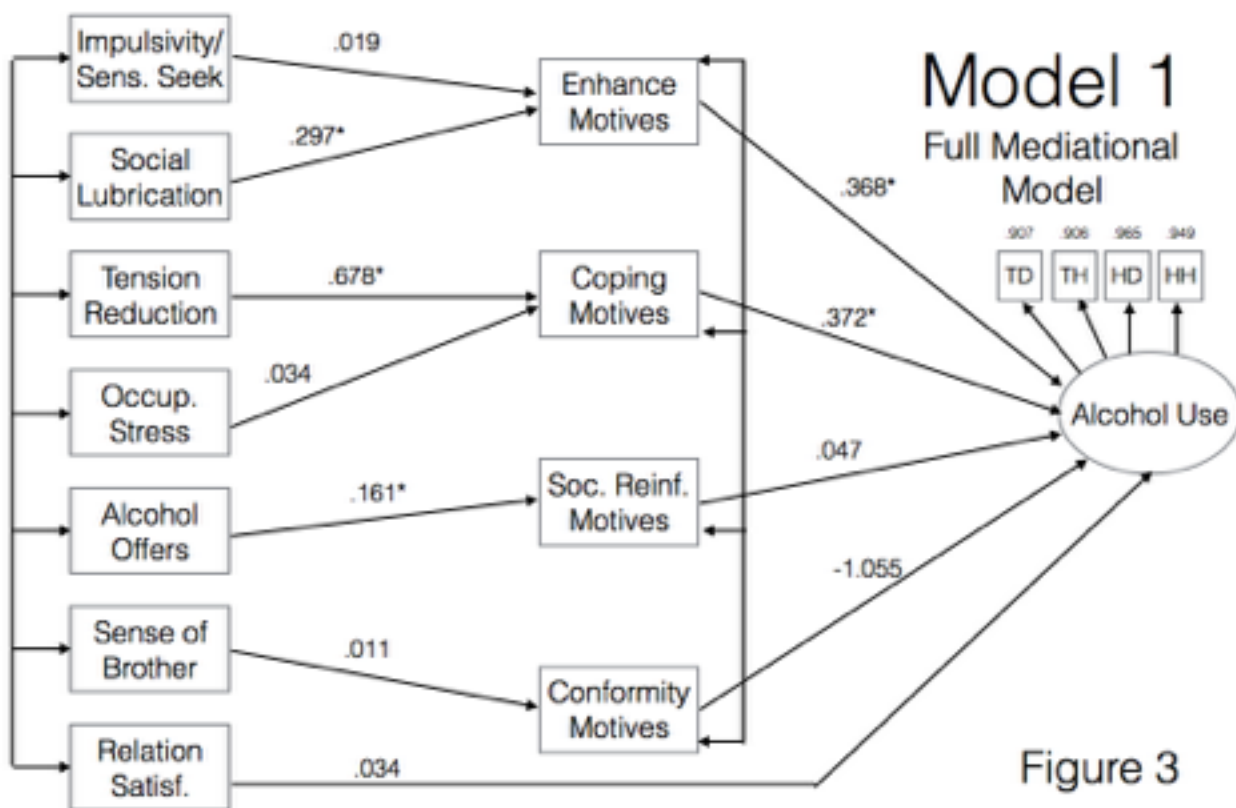 Impulsivity/
Sens. Seek
Social
Lubrication
Tension
Reduction
Occup.
Stress
Alcohol
Offers
Sense of
Brother
Relation
Satisf.
.019
.297*
.678*
.034
.161*
.011
.034
Enhance
Motives
Coping
Motives
Soc. Reinf.
Motives
Conformity
Motives
.368*
.372*
.047
-1.055
Model 1
Full Mediational
Model
.907 .906 .965 .949
TD TH HD HH
Alcohol Use
Figure 3